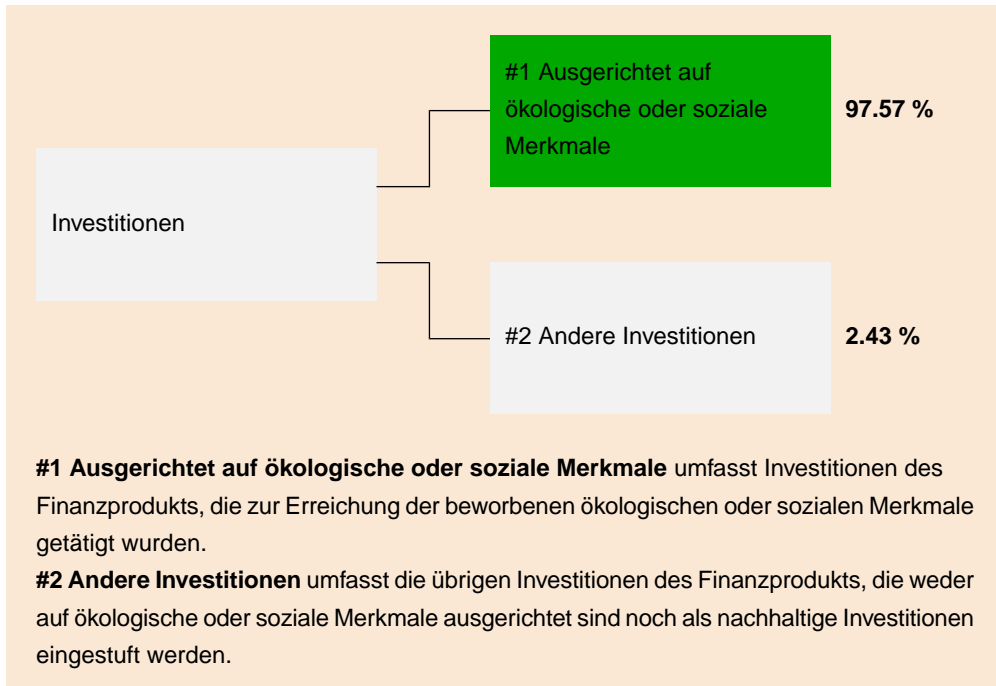 #1 Ausgerichtet auf
ökologische oder soziale
Merkmale
97.57 %
Investitionen
#2 Andere Investitionen
2.43 %
#1 Ausgerichtet auf ökologische oder soziale Merkmale umfasst Investitionen des
Finanzprodukts, die zur Erreichung der beworbenen ökologischen oder sozialen Merkmale
getätigt wurden.
#2 Andere Investitionen umfasst die übrigen Investitionen des Finanzprodukts, die weder
auf ökologische oder soziale Merkmale ausgerichtet sind noch als nachhaltige Investitionen
eingestuft werden.